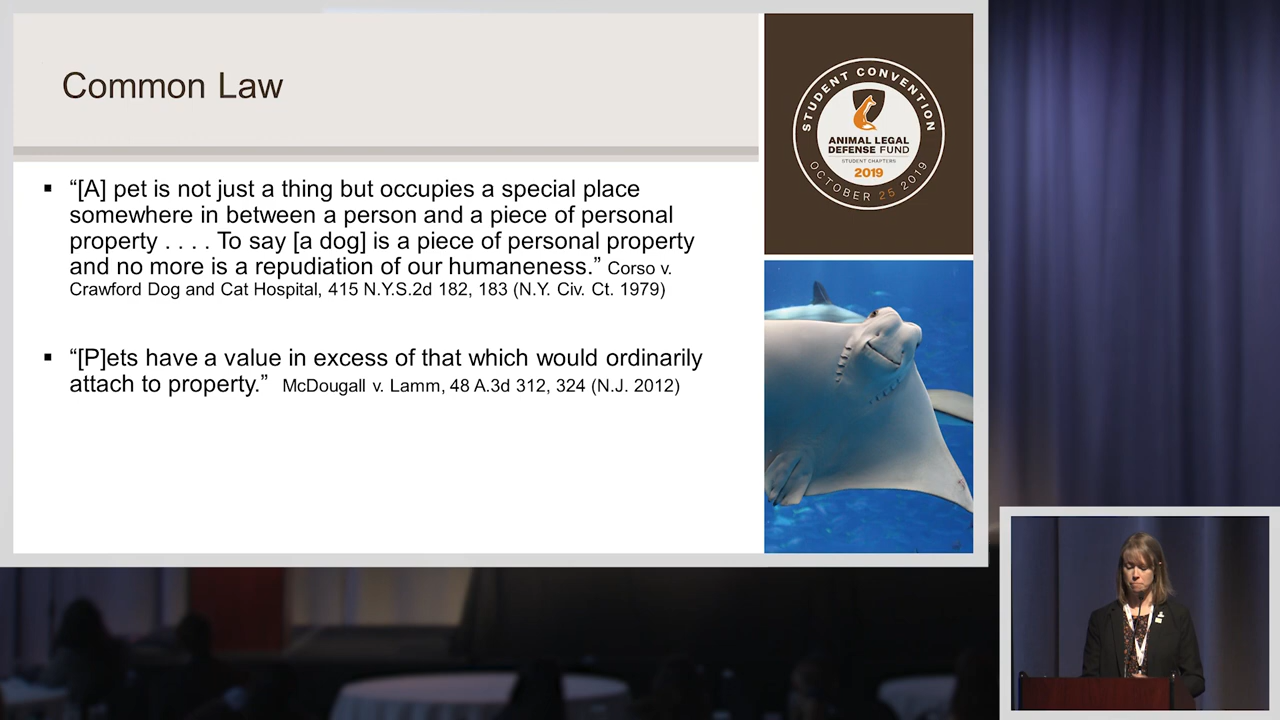 Common Law
▪ “[A] pet is not just a thing but occupies a special place
somewhere in between a person and a piece of personal
property . . . . To say [a dog] is a piece of personal property
and no more is a repudiation of our humaneness.” Corso v.
Crawford Dog and Cat Hospital, 415 N.Y.S.2d 182, 183 (N.Y. Civ. Ct. 1979)
▪ “[P]ets have a value in excess of that which would ordinarily
attach to property.” McDougall v. Lamm, 48 A.3d 312, 324 (N.J. 2012)
STUDENT CONVENTION
ANIMAL LEGAL
DEFENSE FUND
STUDENT CHAPTERS
2019
OCTOBER 25 2019